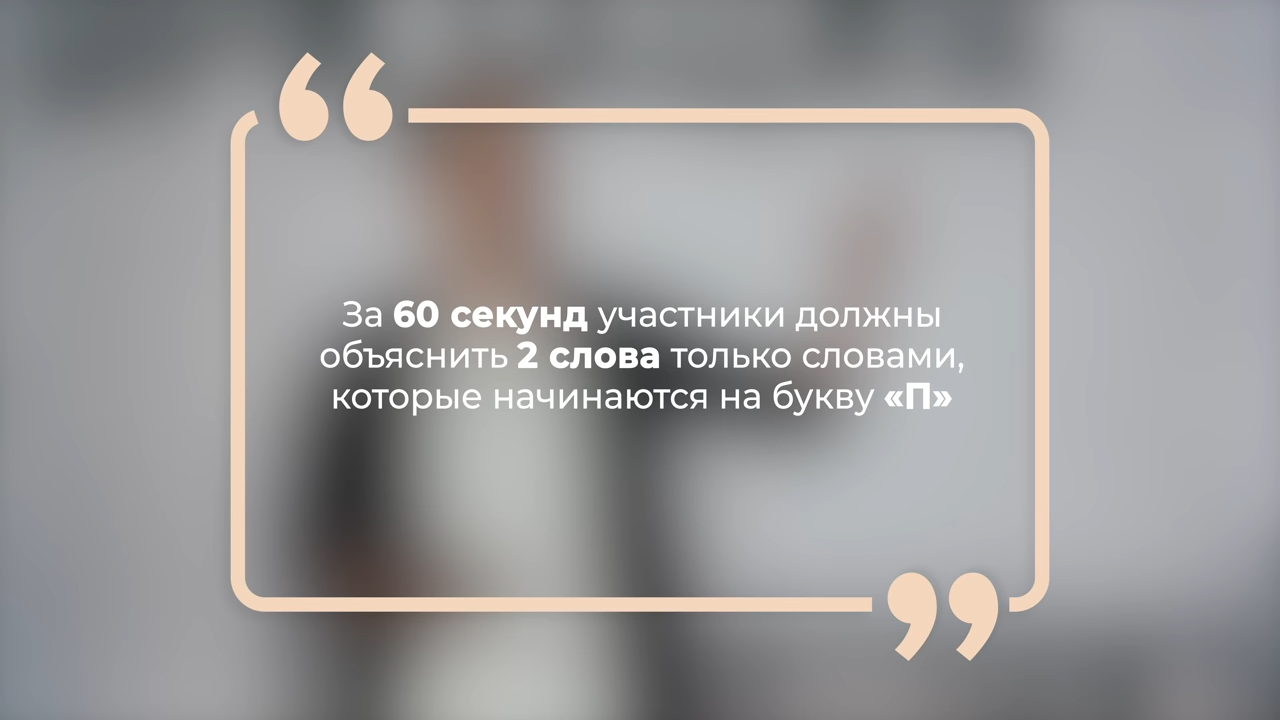 За 60 секунд участники должны
объяснить 2 слова только словами,
которые начинаются на букву «П»